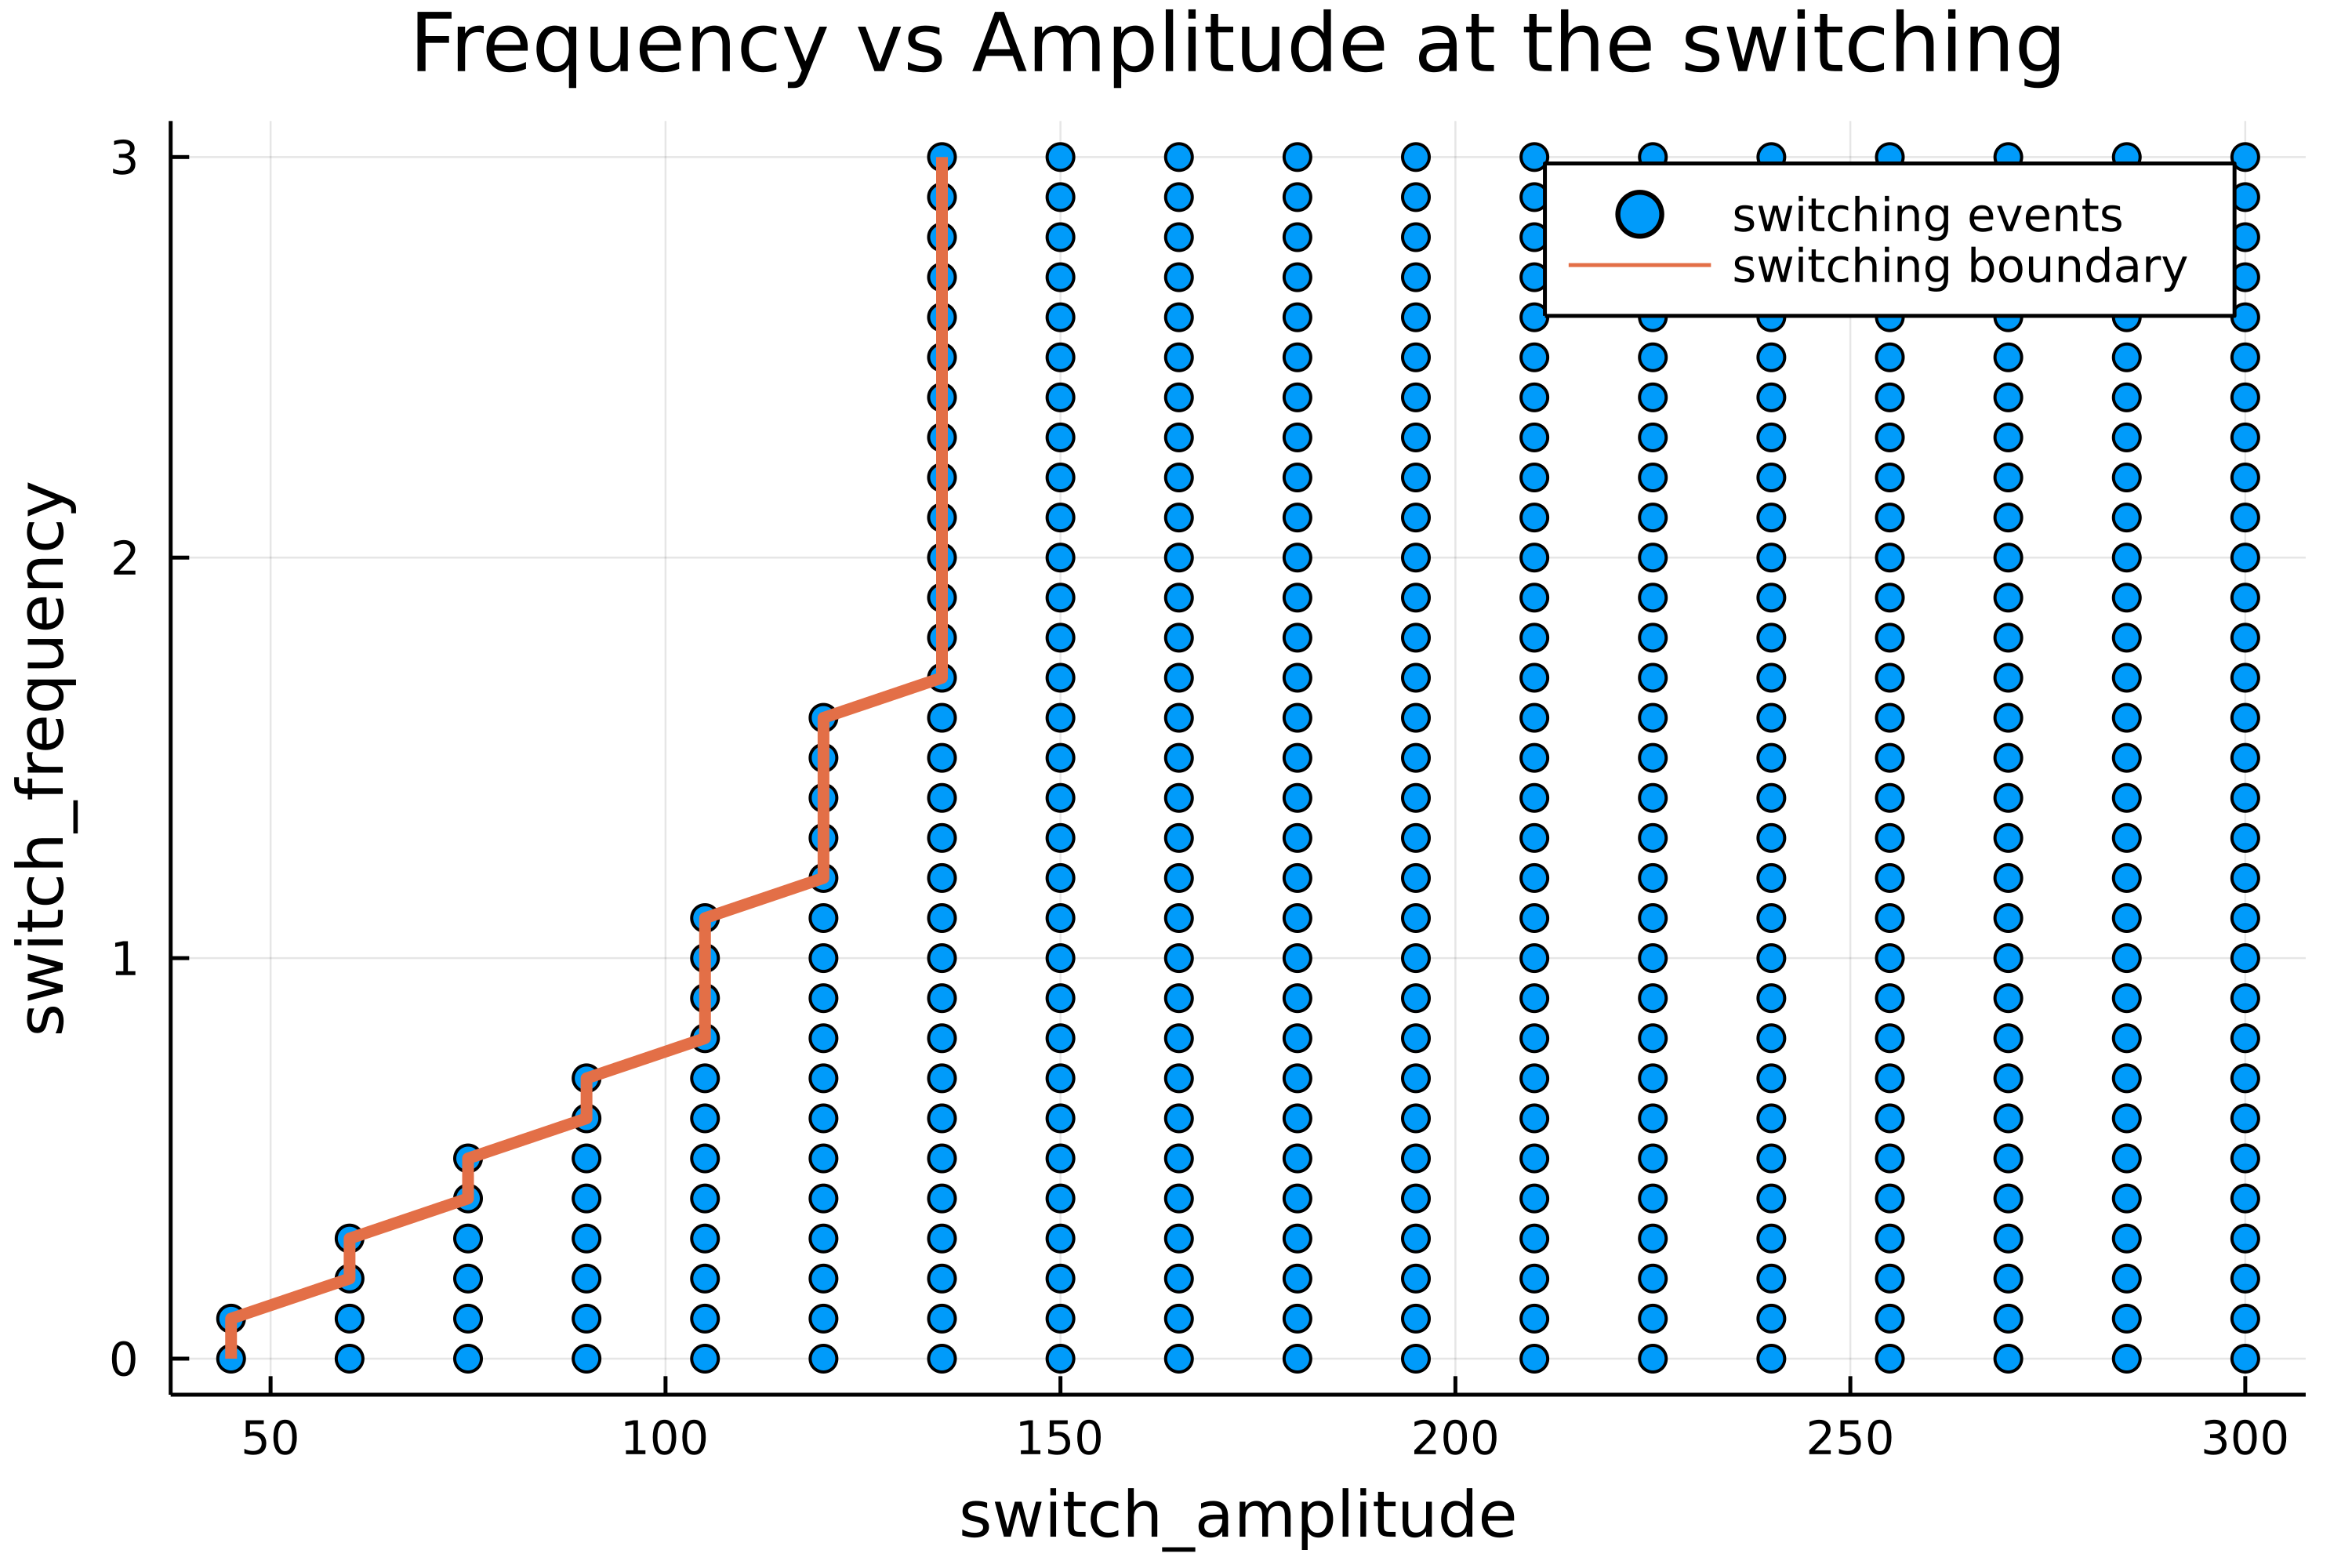 Frequency vs Amplitude at the switching
switching events
switching boundary
switch_frequency
3
2
1
0
50 100 150 200 250 300
switch_amplitude